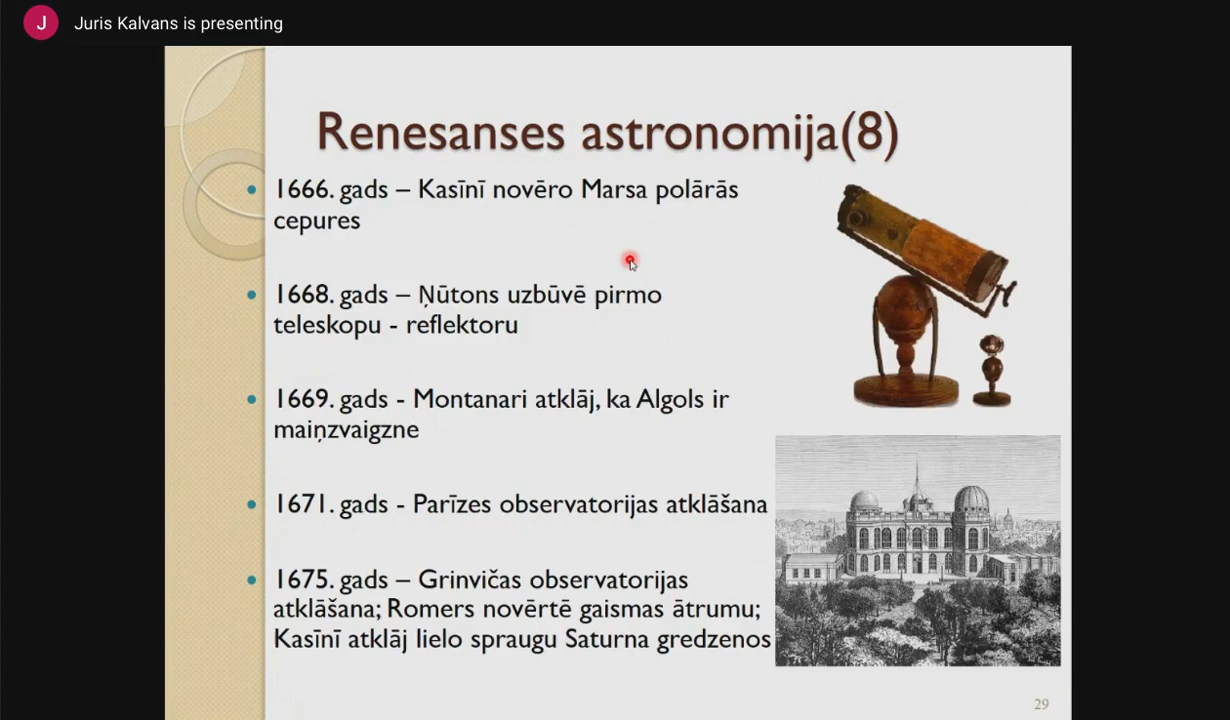 J
Juris Kalvans is presenting
Renesanses astronomija(8)
• 1666. gads – Kasīnī novēro Marsa polārās
cepures
• 1668. gads – Ņūtons uzbūvē pirmo
teleskopu - reflektoru
• 1669. gads - Montanari atklāj, ka Algols ir
maiņzvaigzne
• 1671. gads - Parīzes observatorijas atklāšana
• 1675. gads – Grinvičas observatorijas
atklāšana; Romers novērtē gaismas ātrumu;
Kasīnī atklāj lielo spraugu Saturna gredzenos
29